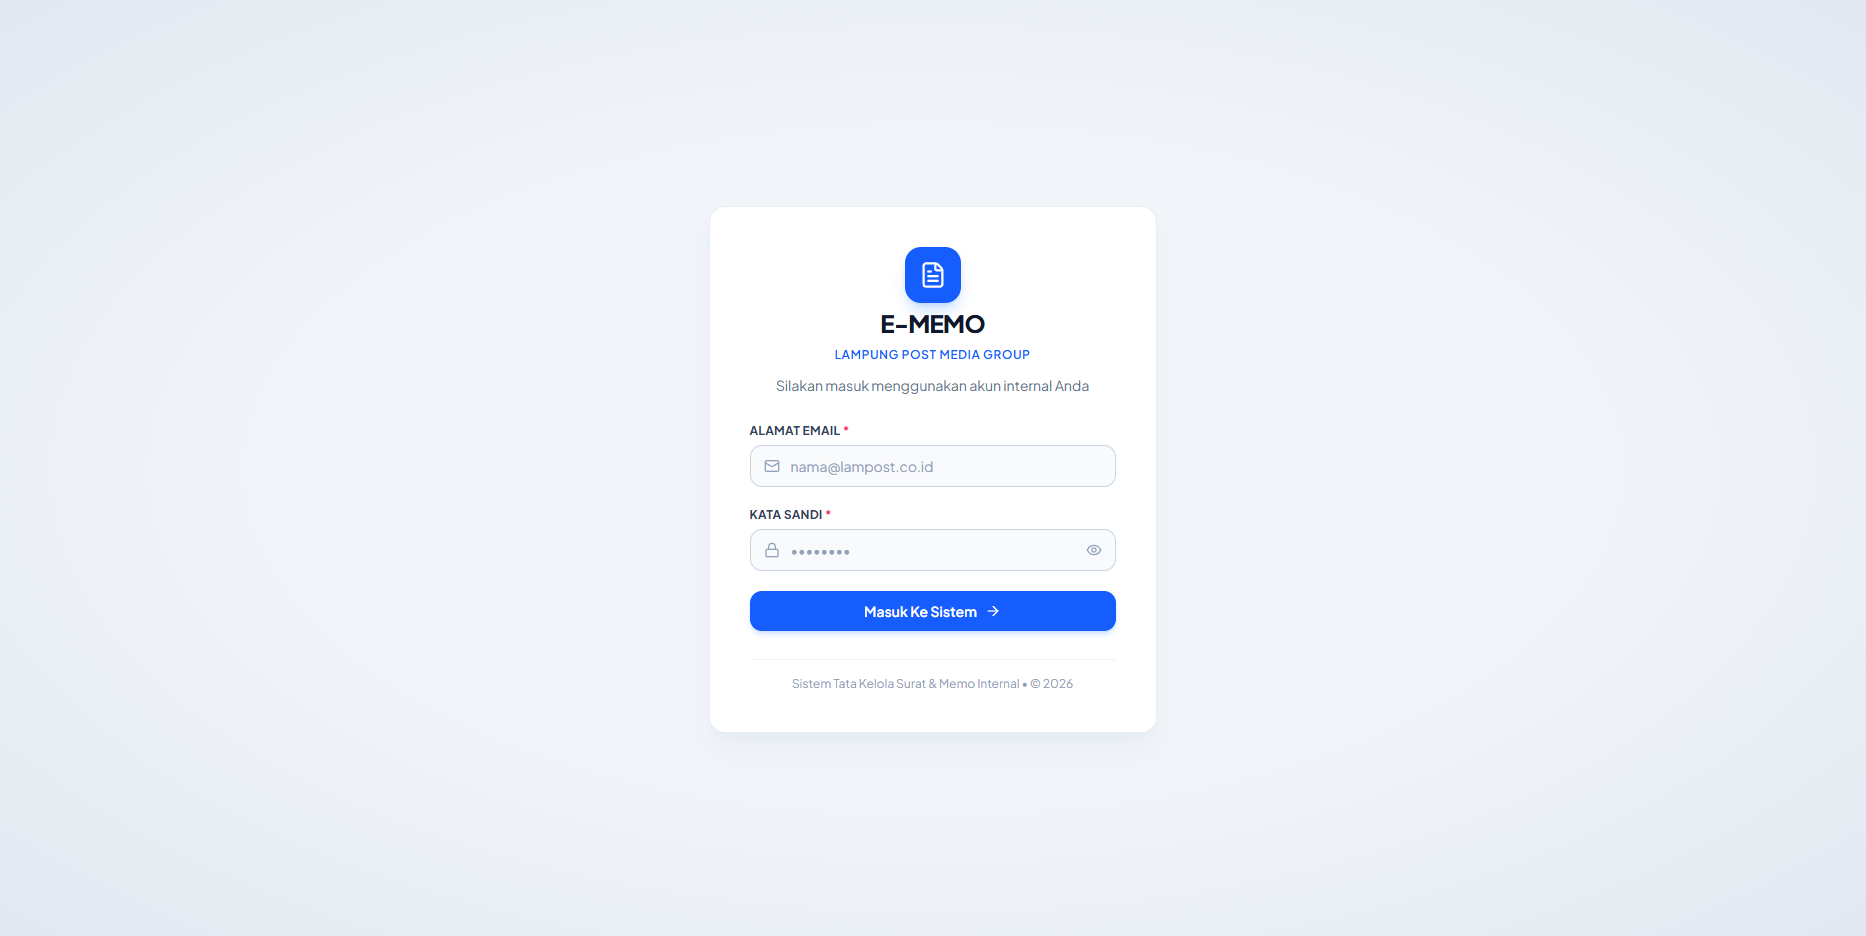 E-MEMO
LAMPUNG POST MEDIA GROUP
Silakan masuk menggunakan akun internal Anda
ALAMAT EMAIL *
nama@lampost.co.id
KATA SANDI *
••••••••
Masuk Ke Sistem →
Sistem Tata Kelola Surat & Memo Internal • © 2026